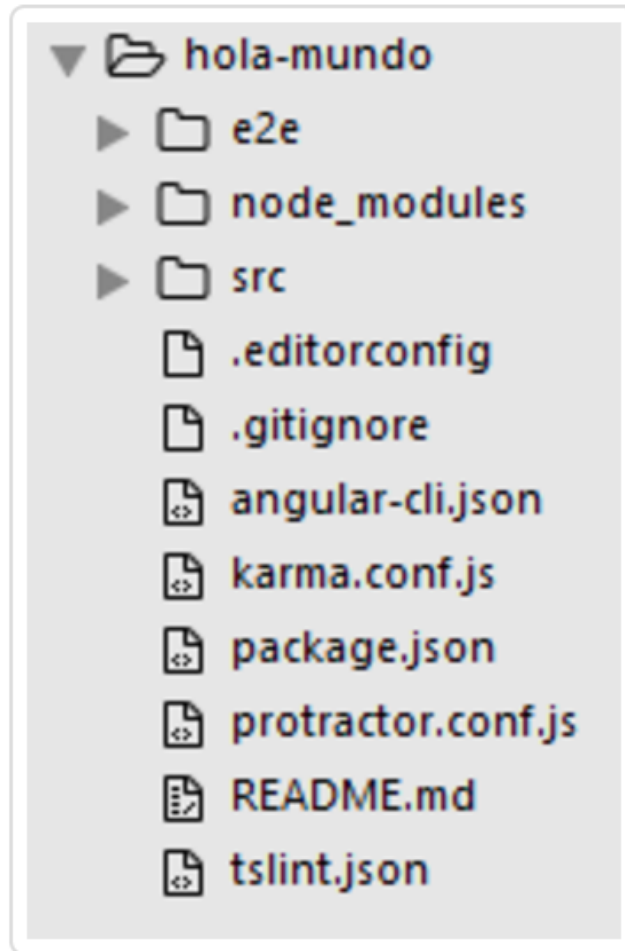 hola-mundo
e2e
node_modules
src
.editorconfig
.gitignore
angular-cli.json
karma.conf.js
package.json
protractor.conf.js
README.md
tslint.json